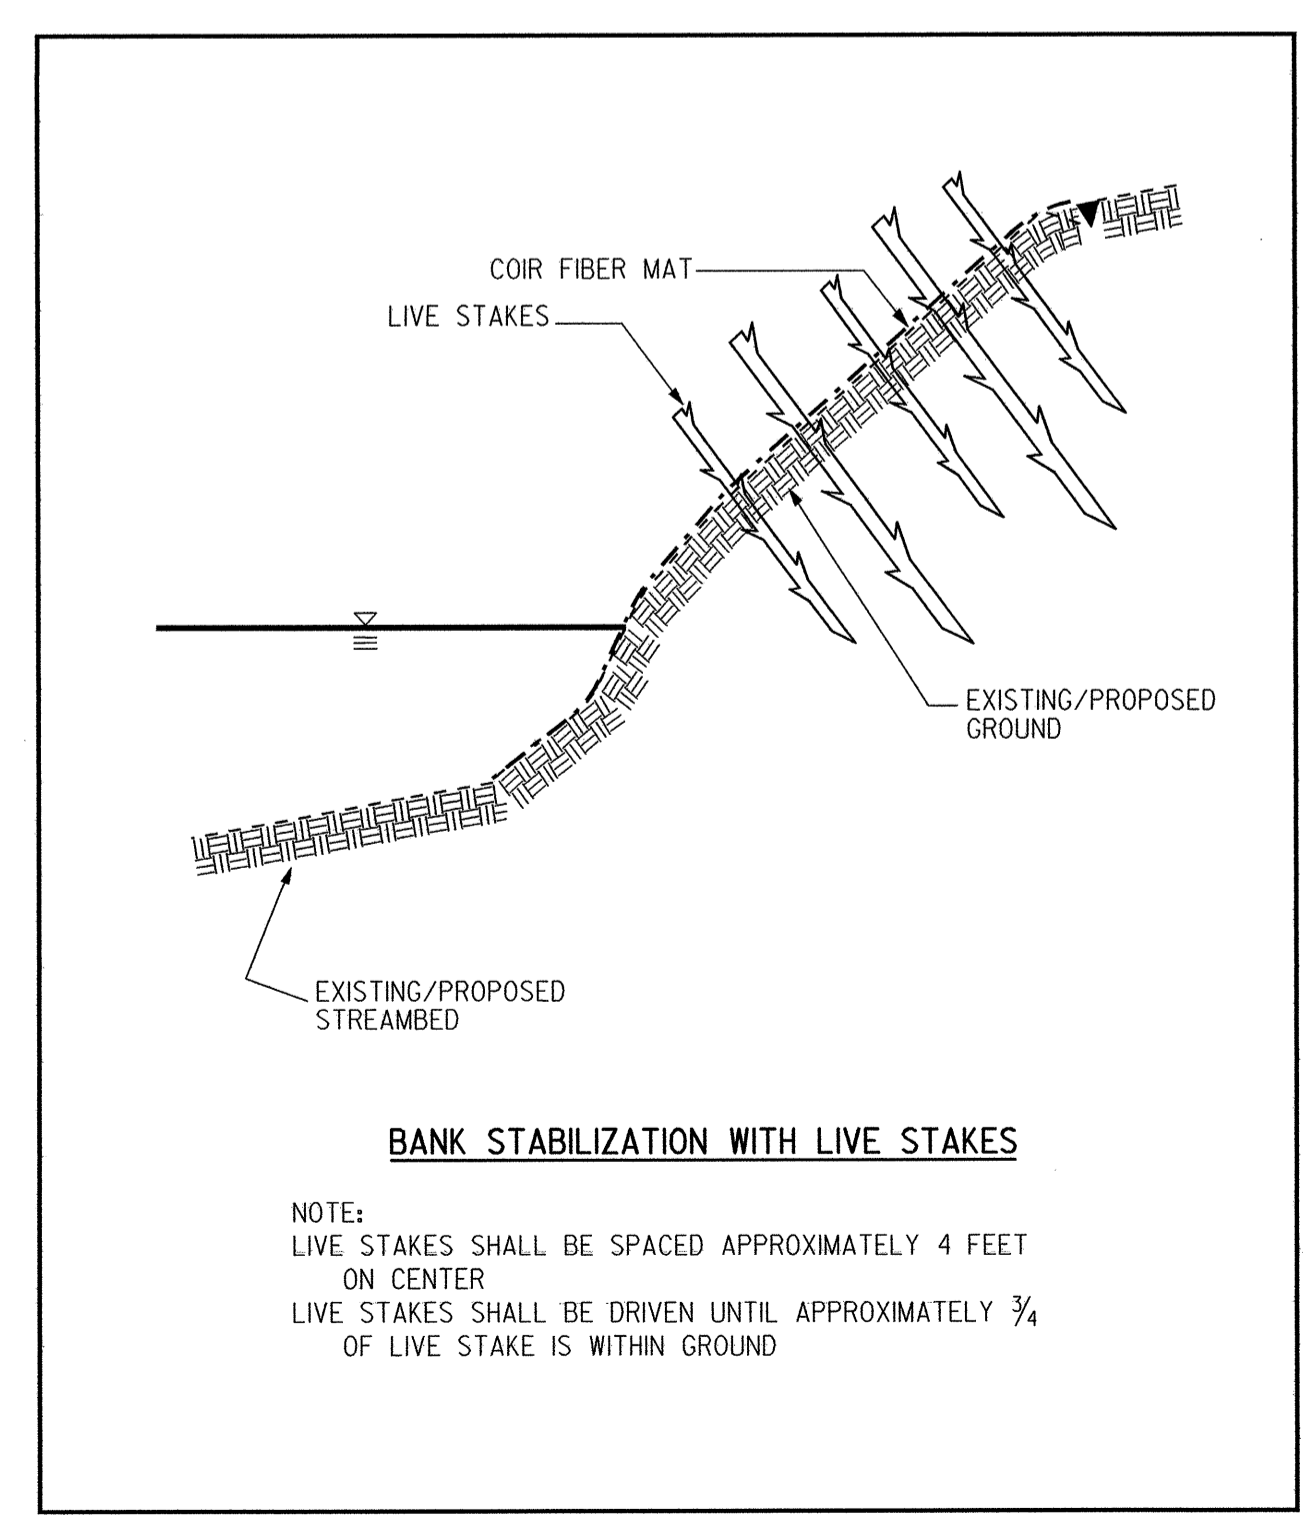 COIR FIBER MAT
LIVE STAKES
EXISTING/PROPOSED
GROUND
EXISTING/PROPOSED
STREAMBED
BANK STABILIZATION WITH LIVE STAKES
NOTE:
LIVE STAKES SHALL BE SPACED APPROXIMATELY 4 FEET
ON CENTER
LIVE STAKES SHALL BE DRIVEN UNTIL APPROXIMATELY ¾
OF LIVE STAKE IS WITHIN GROUND